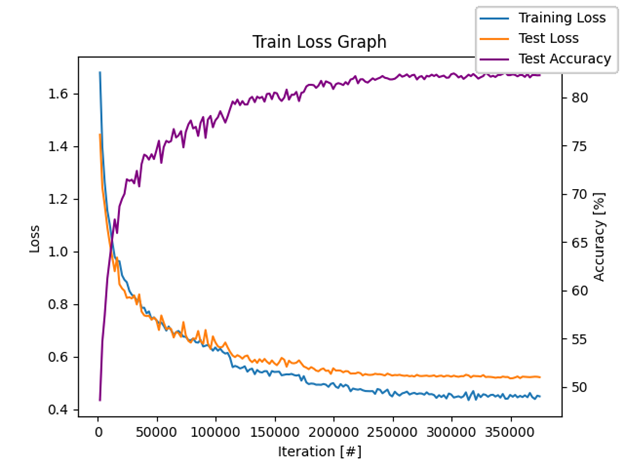 Training Loss
Test Loss
Test Accuracy
Train Loss Graph
1.6
1.4
1.2
1.0
0.8
0.6
0.4
Loss
80
75
70
65
60
55
50
Accuracy [%]
0 50000 100000 150000 200000 250000 300000 350000
Iteration [#]